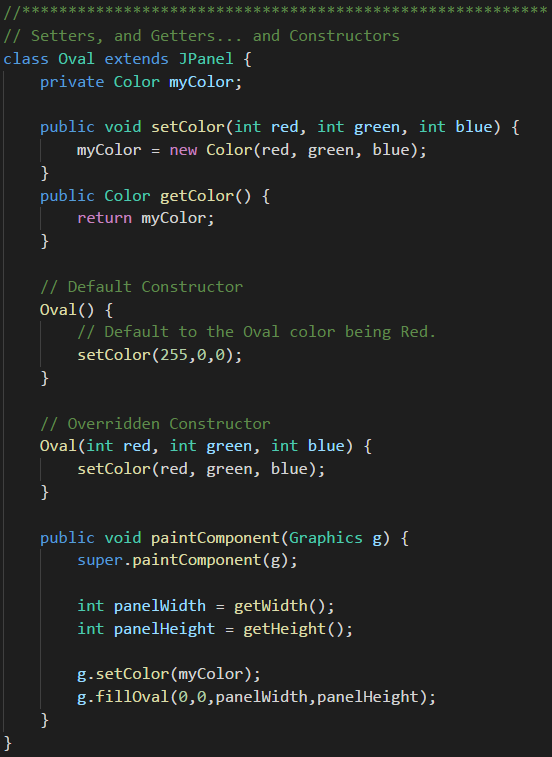 //*********************************************************
// Setters, and Getters... and Constructors
class Oval extends JPanel {
    private Color myColor;

    public void setColor(int red, int green, int blue) {
        myColor = new Color(red, green, blue);
    }
    public Color getColor() {
        return myColor;
    }

    // Default Constructor
    Oval() {
        // Default to the Oval color being Red.
        setColor(255,0,0);
    }

    // Overridden Constructor
    Oval(int red, int green, int blue) {
        setColor(red, green, blue);
    }

    public void paintComponent(Graphics g) {
        super.paintComponent(g);

        int panelWidth = getWidth();
        int panelHeight = getHeight();

        g.setColor(myColor);
        g.fillOval(0,0,panelWidth,panelHeight);
    }
}